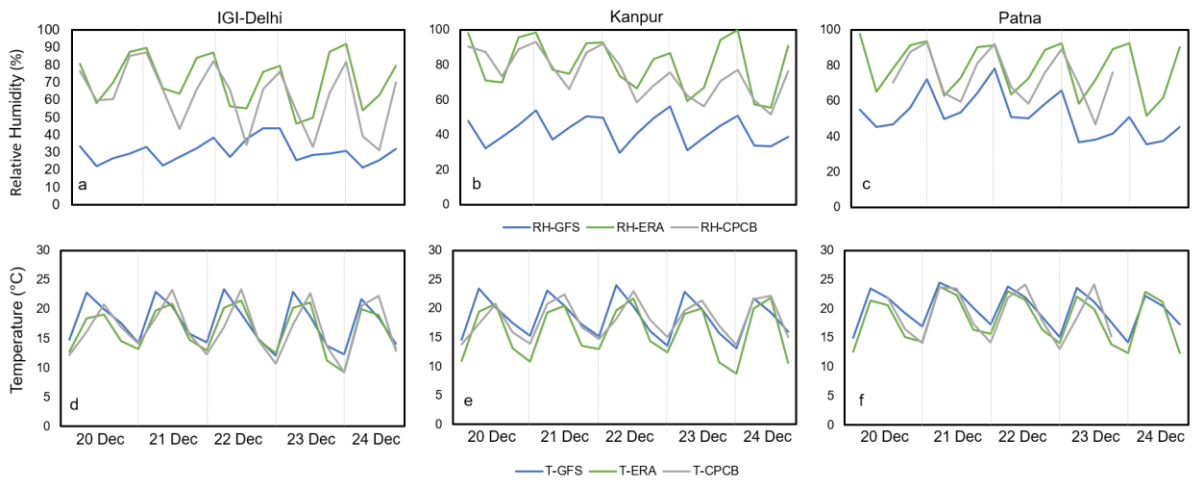 IGI-Delhi
Kanpur
Patna
Relative Humidity (%)
100
90
80
70
60
50
40
30
20
10
0
a
100
80
60
40
20
0
b
100
80
60
40
20
0
c
RH-GFS RH-ERA RH-CPCB
Temperature (°C)
30
25
20
15
10
5
0
d
30
25
20
15
10
5
0
e
30
25
20
15
10
5
0
f
20 Dec 21 Dec 22 Dec 23 Dec 24 Dec
20 Dec 21 Dec 22 Dec 23 Dec 24 Dec
20 Dec 21 Dec 22 Dec 23 Dec 24 Dec
T-GFS T-ERA T-CPCB